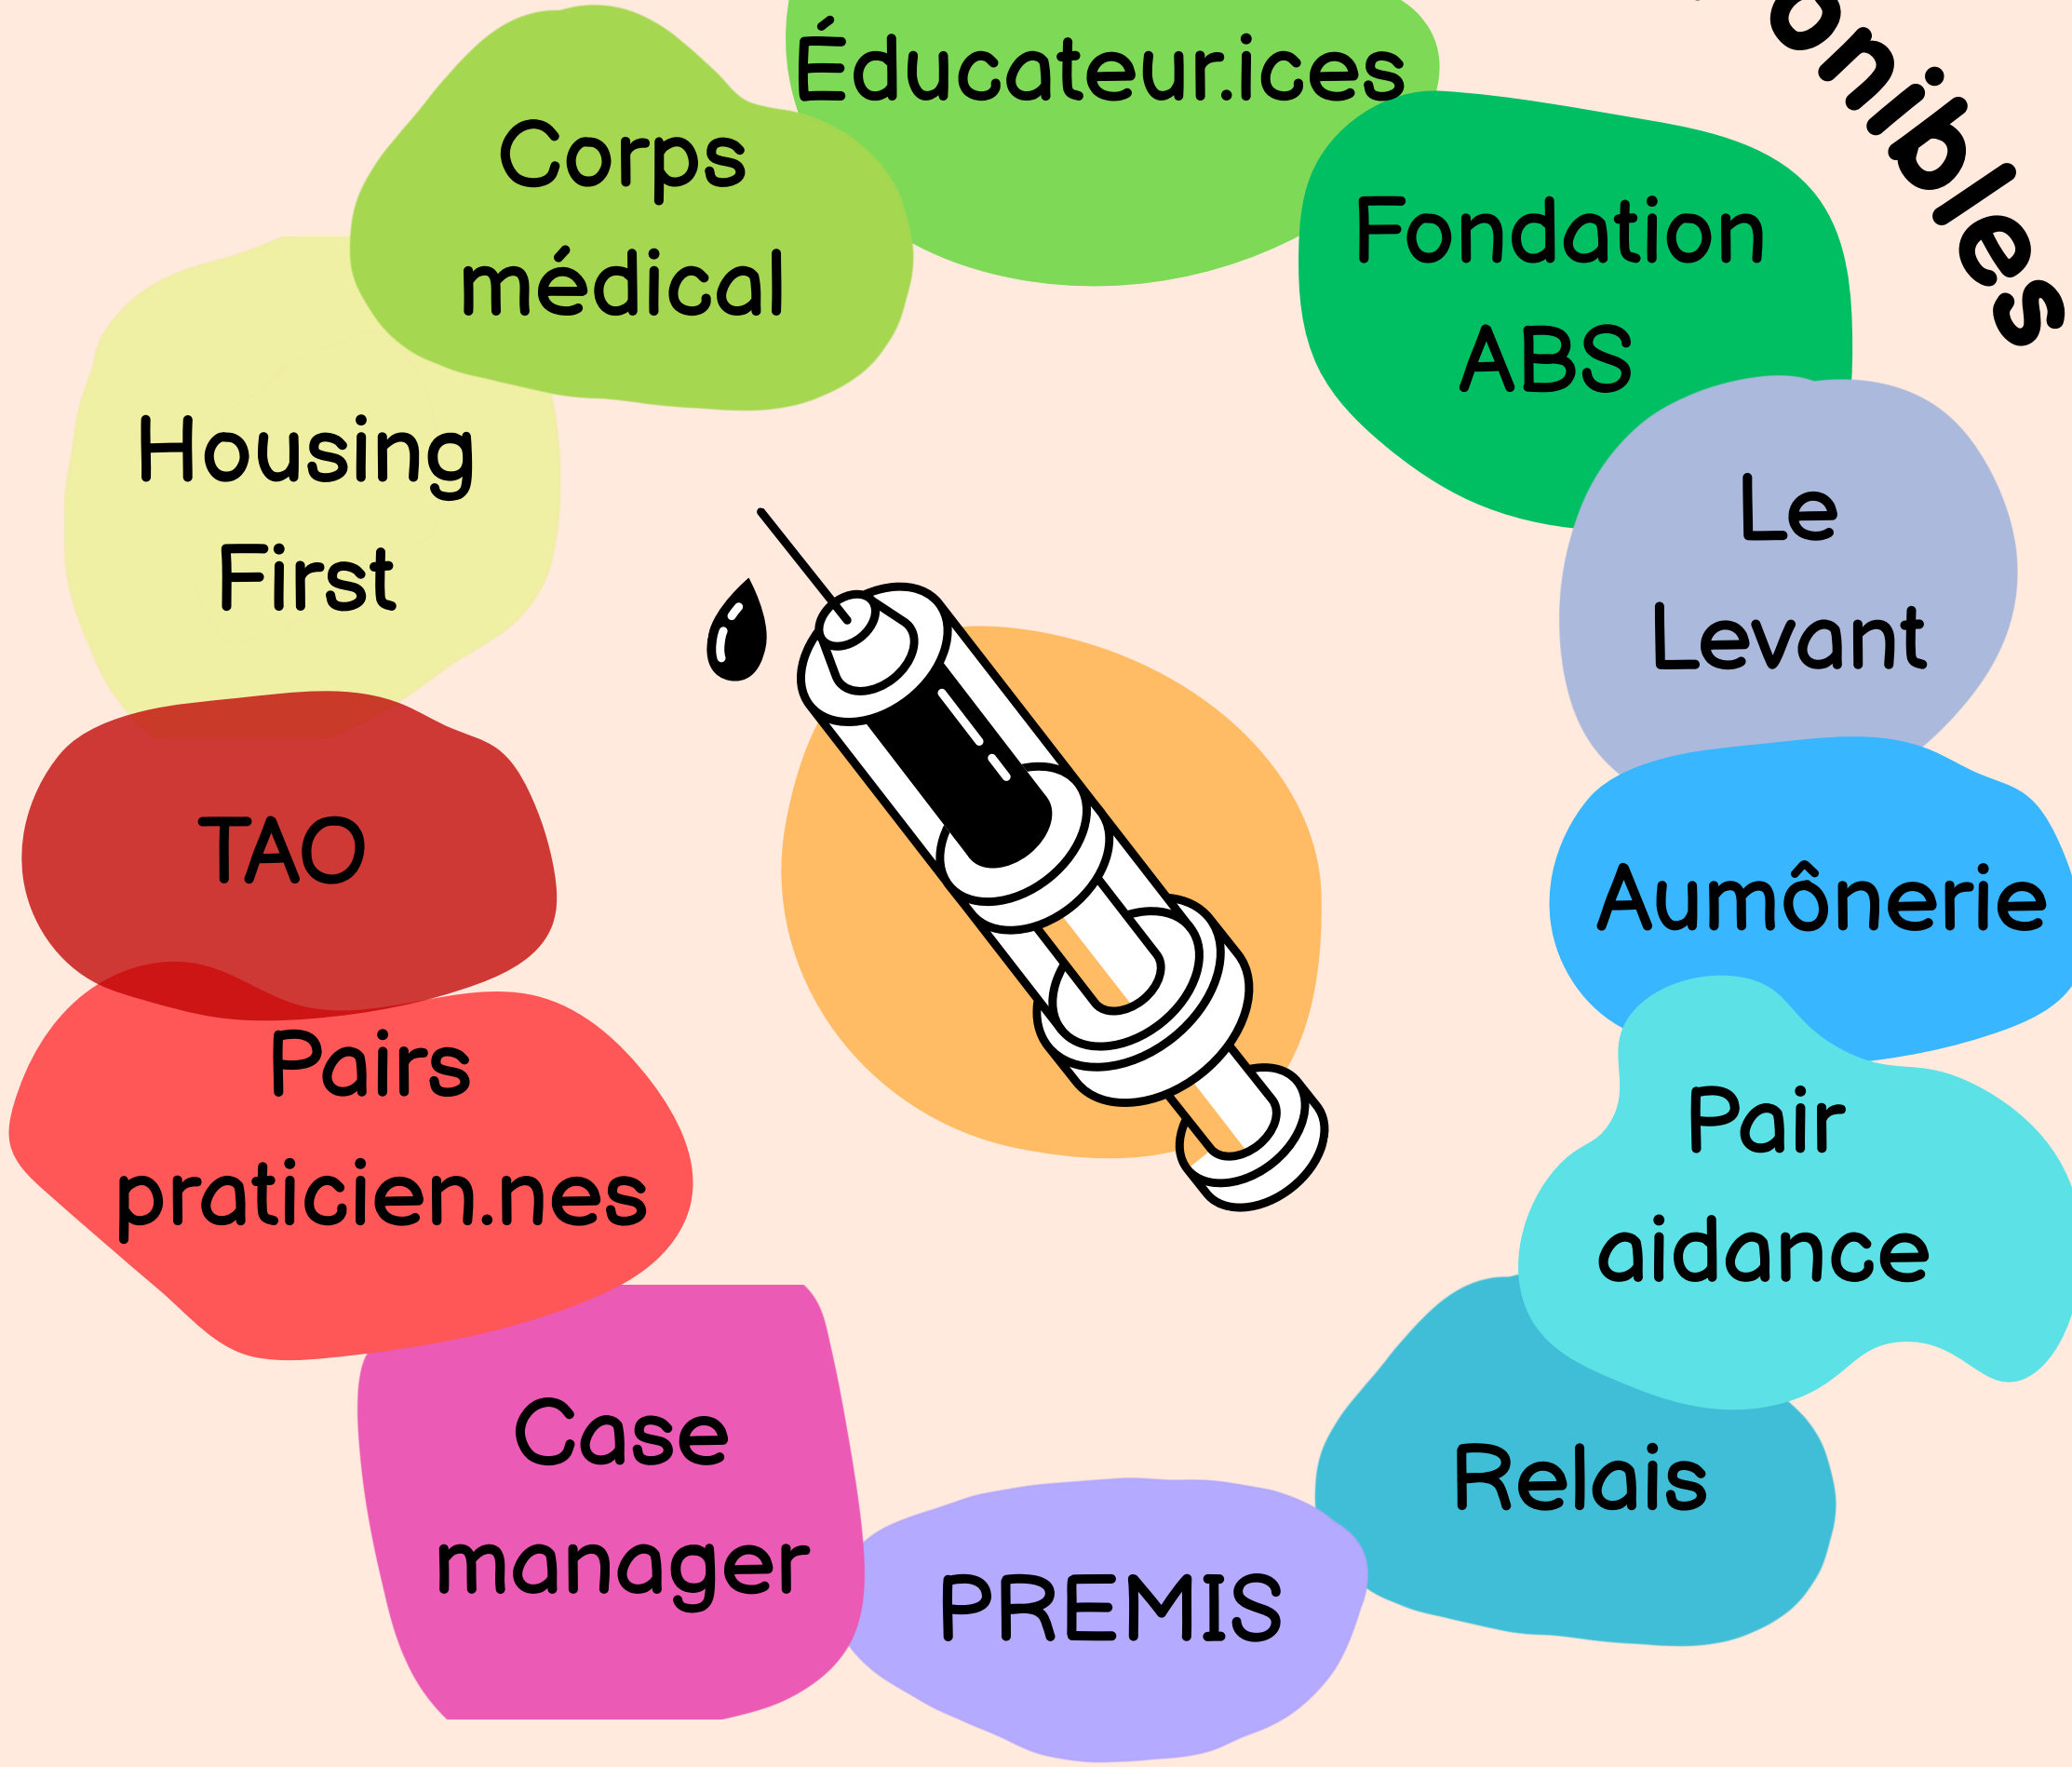 Éducateur.ices
Corps
médical
Fondation
ABS
Housing
First
Le
Levant
TAO
Aumônerie
Pairs
praticien.nes
Pair
aidance
Case
manager
Relais
PREMIS